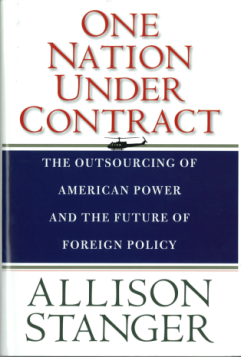 ONE
NATION
UNDER
CONTRACT
THE OUTSOURCING OF
AMERICAN POWER
AND THE FUTURE OF
FOREIGN POLICY
ALLISON
STANGER